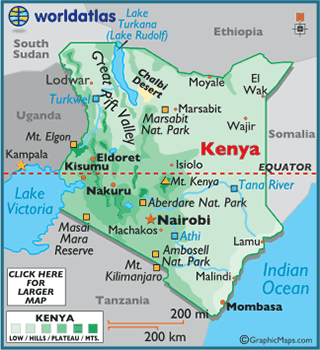 worldatlas
Lake
Turkana
(Lake Rudolf)
Ethiopia
South
Sudan
Lodwar
Great Rift Valley
Chalbi
Desert
Moyale
El
Wak
Turkwel
Marsabit
Marsabit
Nat. Park
Uganda
Wajir
Somalia
Mt. Elgon
Kenya
Kampala
Eldoret
Kisumu
Isiolo
EQUATOR
Nakuru
Mt. Kenya
Tana River
Lake
Victoria
Aberdare Nat. Park
Nairobi
Masai
Mara
Reserve
Machakos
Athi
Lamu
Ambosell
Nat. Park
Mt.
Kilimanjaro
Malindi
Indian
Ocean
CLICK HERE
FOR
LARGER
MAP
Tanzania
Mombasa
KENYA
LOW / HILLS / PLATEAU / MTS.
200 mi
200 km
©GraphicMaps.com